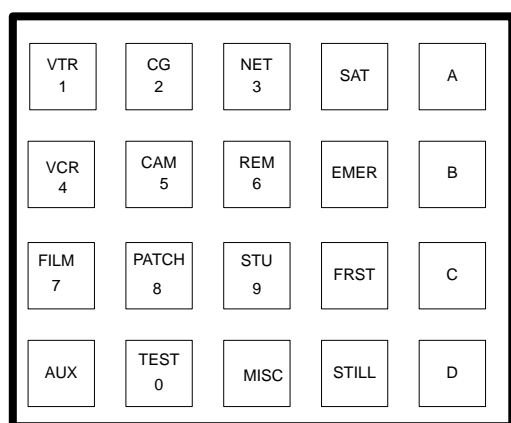 VTR
1
CG
2
NET
3
SAT
A
VCR
4
CAM
5
REM
6
EMER
B
FILM
7
PATCH
8
STU
9
FRST
C
AUX
TEST
0
MISC
STILL
D